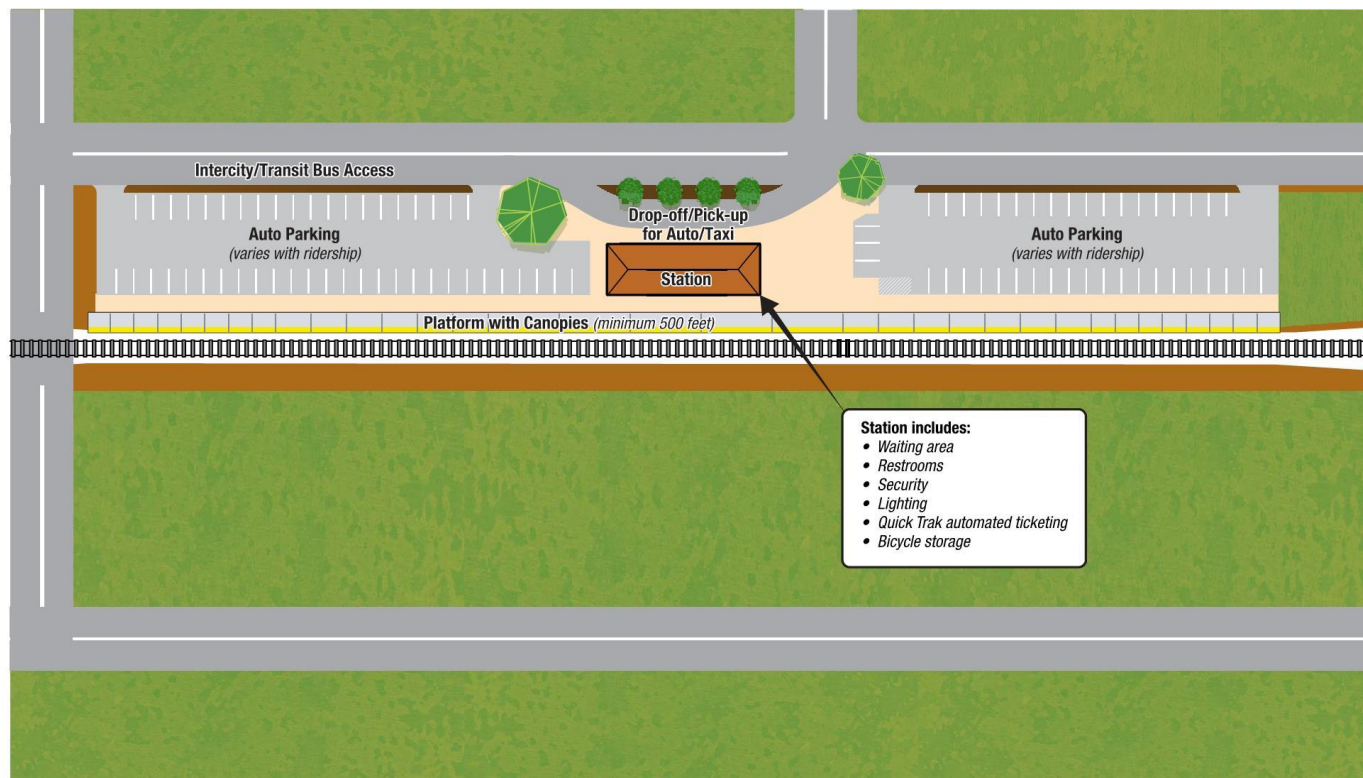 Intercity/Transit Bus Access
Drop-off/Pick-up
for Auto/Taxi
Auto Parking
(varies with ridership)
Auto Parking
(varies with ridership)
Station
Platform with Canopies (minimum 500 feet)
Station includes:
• Waiting area
• Restrooms
• Security
• Lighting
• Quick Trak automated ticketing
• Bicycle storage